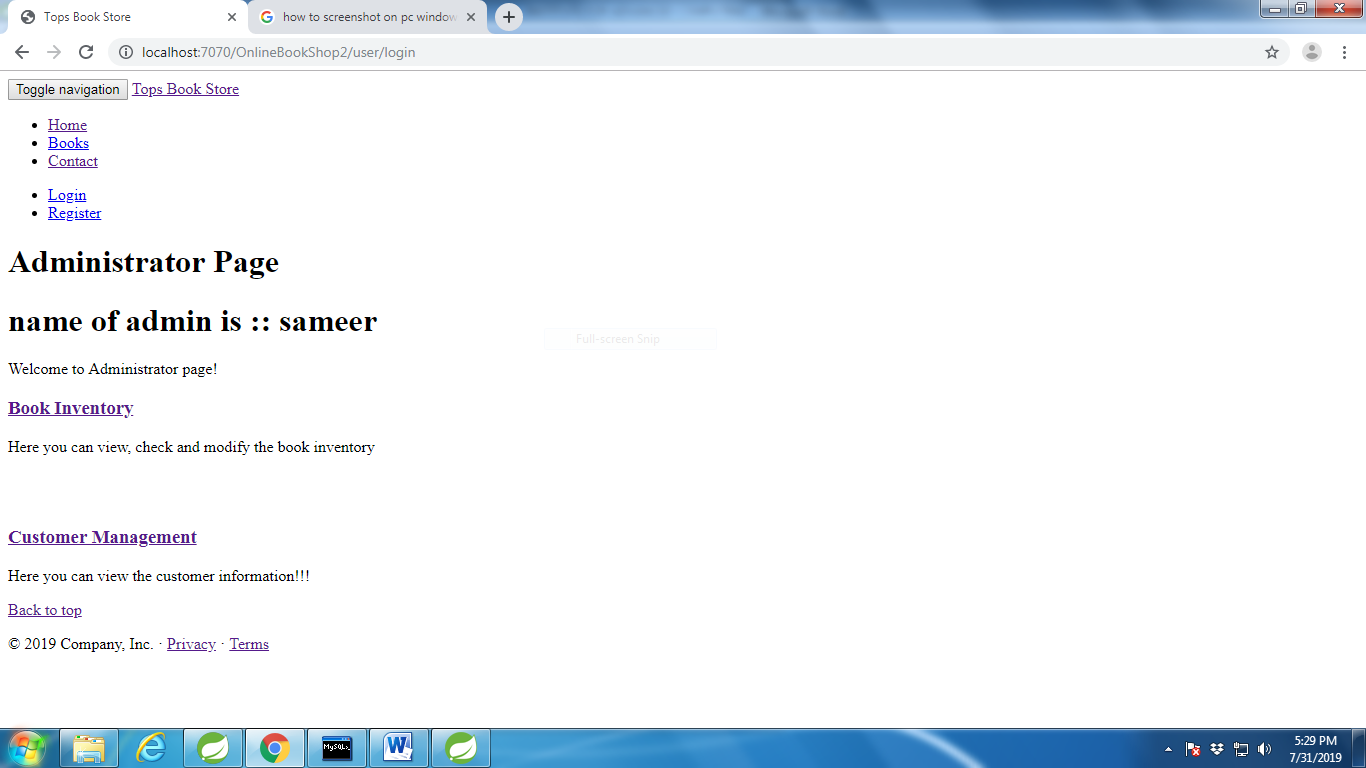 Tops Book Store
how to screenshot on pc window
localhost:7070/OnlineBookShop2/user/login
Toggle navigation Tops Book Store
Home
Books
Contact
Login
Register
Administrator Page
name of admin is :: sameer
Full-screen Snip
Welcome to Administrator page!
Book Inventory
Here you can view, check and modify the book inventory
Customer Management
Here you can view the customer information!!!
Back to top
© 2019 Company, Inc. · Privacy · Terms
MySQL
5:29 PM
7/31/2019